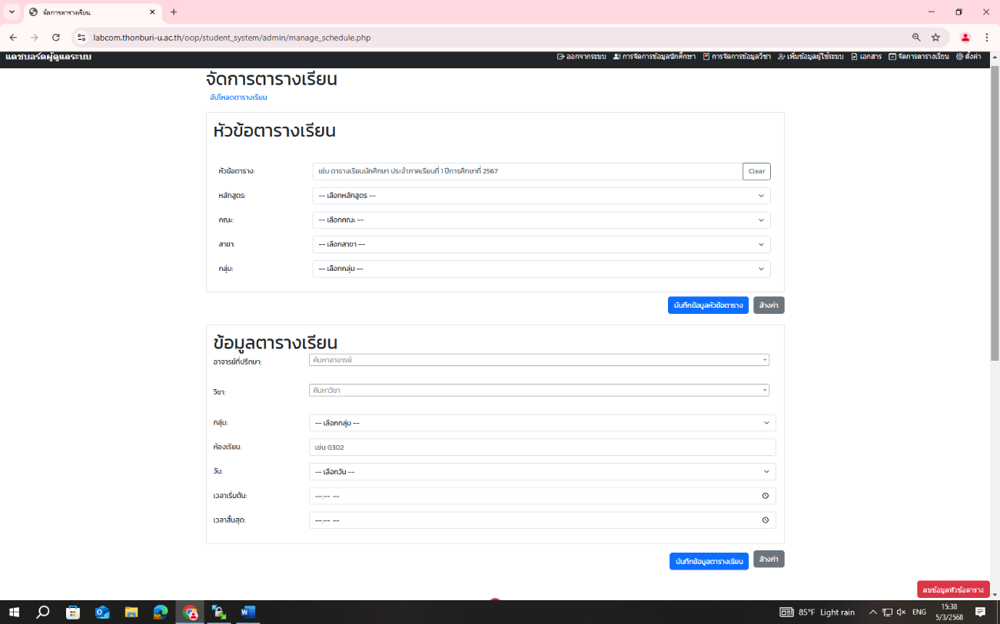 จัดการตารางเรียน
labcom.thonburi-u.ac.th/oop/student_system/admin/manage_schedule.php
แดชบอร์ดผู้ดูแลระบบ ออกจากระบบ การจัดการข้อมูลนักศึกษา การจัดการข้อมูลวิชา เพิ่มข้อมูลผู้ใช้ระบบ เอกสาร จัดการตารางเรียน ตั้งค่า
จัดการตารางเรียน
อัปโหลดตารางเรียน
หัวข้อตารางเรียน
หัวข้อตาราง: เช่น ตารางเรียนนักศึกษา ประจำภาคเรียนที่ 1 ปีการศึกษาที่ 2567 Clear
หลักสูตร: -- เลือกหลักสูตร --
คณะ: -- เลือกคณะ --
สาขา: -- เลือกสาขา --
กลุ่ม: -- เลือกกลุ่ม --
บันทึกข้อมูลหัวข้อตาราง ล้างค่า
ข้อมูลตารางเรียน
อาจารย์ที่ปรึกษา: ค้นหาอาจารย์
วิชา: ค้นหาวิชา
กลุ่ม: -- เลือกกลุ่ม --
ห้องเรียน: เช่น G302
วัน: -- เลือกวัน --
เวลาเริ่มต้น: --:-- --
เวลาสิ้นสุด: --:-- --
บันทึกข้อมูลตารางเรียน ล้างค่า
ลบข้อมูลหัวข้อตาราง
85°F Light rain ENG 15:38
5/3/2568